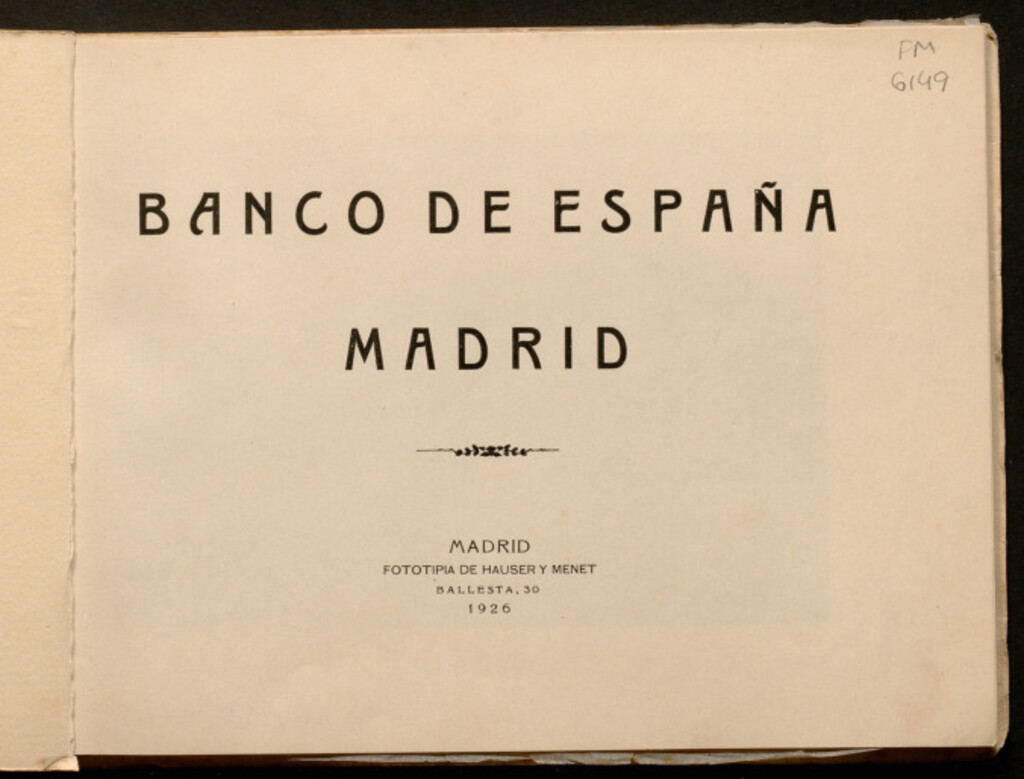 FM
6149
BANCO DE ESPAÑA
MADRID
MADRID
FOTOTIPIA DE HAUSER Y MENET
BALLESTA, 30
1926